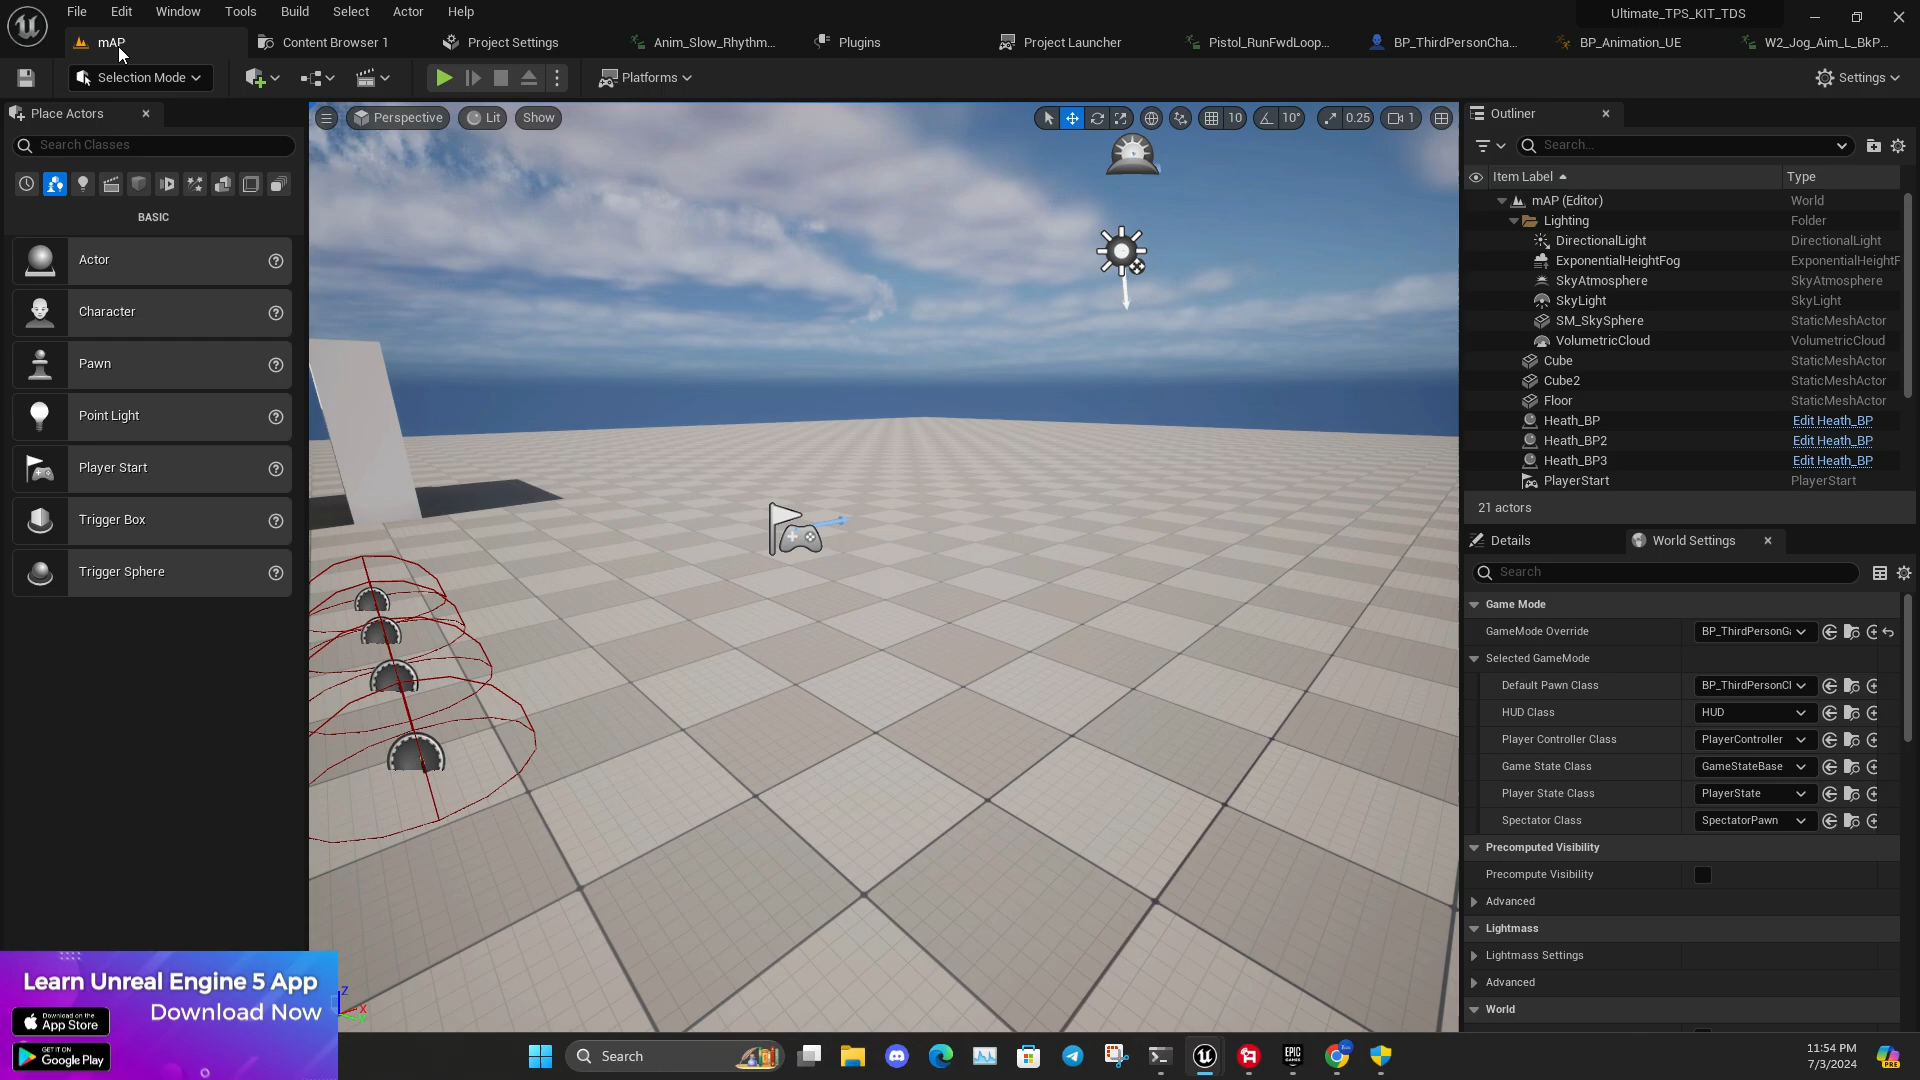 File Edit Window Tools Build Select Actor Help
Ultimate_TPS_KIT_TDS
mAP
Content Browser 1
Project Settings
Anim_Slow_Rhythm...
Plugins
Project Launcher
Pistol_RunFwdLoop...
BP_ThirdPersonCha...
BP_Animation_UE
W2_Jog_Aim_L_BkP...
Selection Mode
Platforms
Settings
Place Actors
Search Classes
BASIC
Actor
Character
Pawn
Point Light
Player Start
Trigger Box
Trigger Sphere
Perspective
Lit
Show
10
10°
0.25
1
Outliner
Search...
Item Label
Type
mAP (Editor)
World
Lighting
Folder
DirectionalLight
DirectionalLight
ExponentialHeightFog
ExponentialHeightF
SkyAtmosphere
SkyAtmosphere
SkyLight
SkyLight
SM_SkySphere
StaticMeshActor
VolumetricCloud
VolumetricCloud
Cube
StaticMeshActor
Cube2
StaticMeshActor
Floor
StaticMeshActor
Heath_BP
Edit Heath_BP
Heath_BP2
Edit Heath_BP
Heath_BP3
Edit Heath_BP
PlayerStart
PlayerStart
21 actors
Details
World Settings
Search
Game Mode
GameMode Override
BP_ThirdPersonGa
Selected GameMode
Default Pawn Class
BP_ThirdPersonCl
HUD Class
HUD
Player Controller Class
PlayerController
Game State Class
GameStateBase
Player State Class
PlayerState
Spectator Class
SpectatorPawn
Precomputed Visibility
Precompute Visibility
Advanced
Lightmass
Lightmass Settings
Advanced
World
Learn Unreal Engine 5 App
Download Now
Download on the
App Store
GET IT ON
Google Play
Z
X
Search
EPIC
GAMES
11:54 PM
7/3/2024
PRE